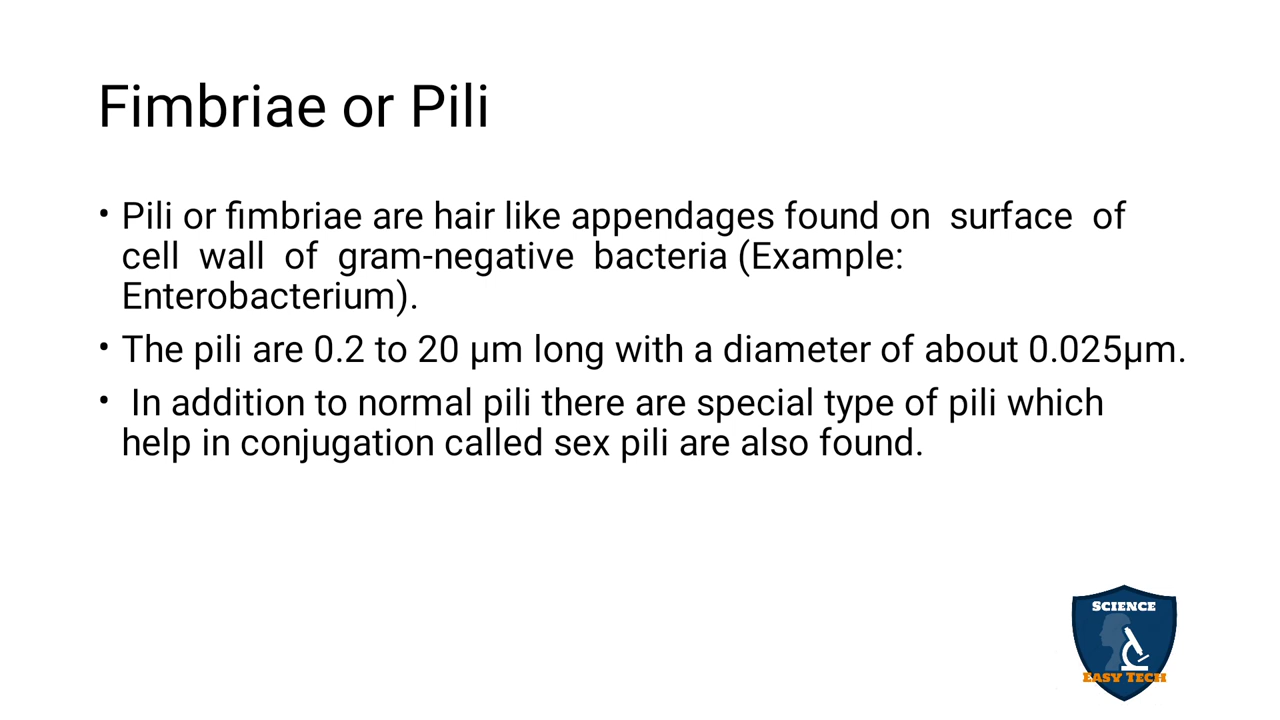 Fimbriae or Pili
• Pili or fimbriae are hair like appendages found on  surface  of
cell  wall  of  gram-negative  bacteria (Example:
Enterobacterium).
• The pili are 0.2 to 20 µm long with a diameter of about 0.025µm.
•  In addition to normal pili there are special type of pili which
help in conjugation called sex pili are also found.
SCIENCE
EASY TECH